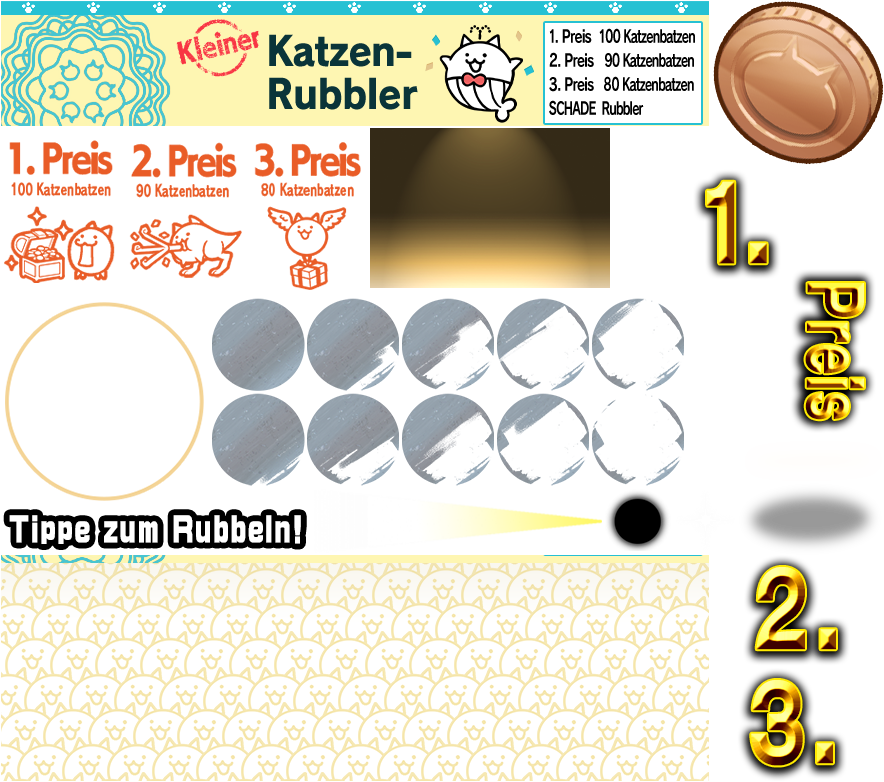 Kleiner
Katzen-
Rubbler
1. Preis 100 Katzenbatzen
2. Preis 90 Katzenbatzen
3. Preis 80 Katzenbatzen
SCHADE Rubbler
1. Preis
100 Katzenbatzen
2. Preis
90 Katzenbatzen
3. Preis
80 Katzenbatzen
1.
Preis
Tippe zum Rubbeln!
2.
3.